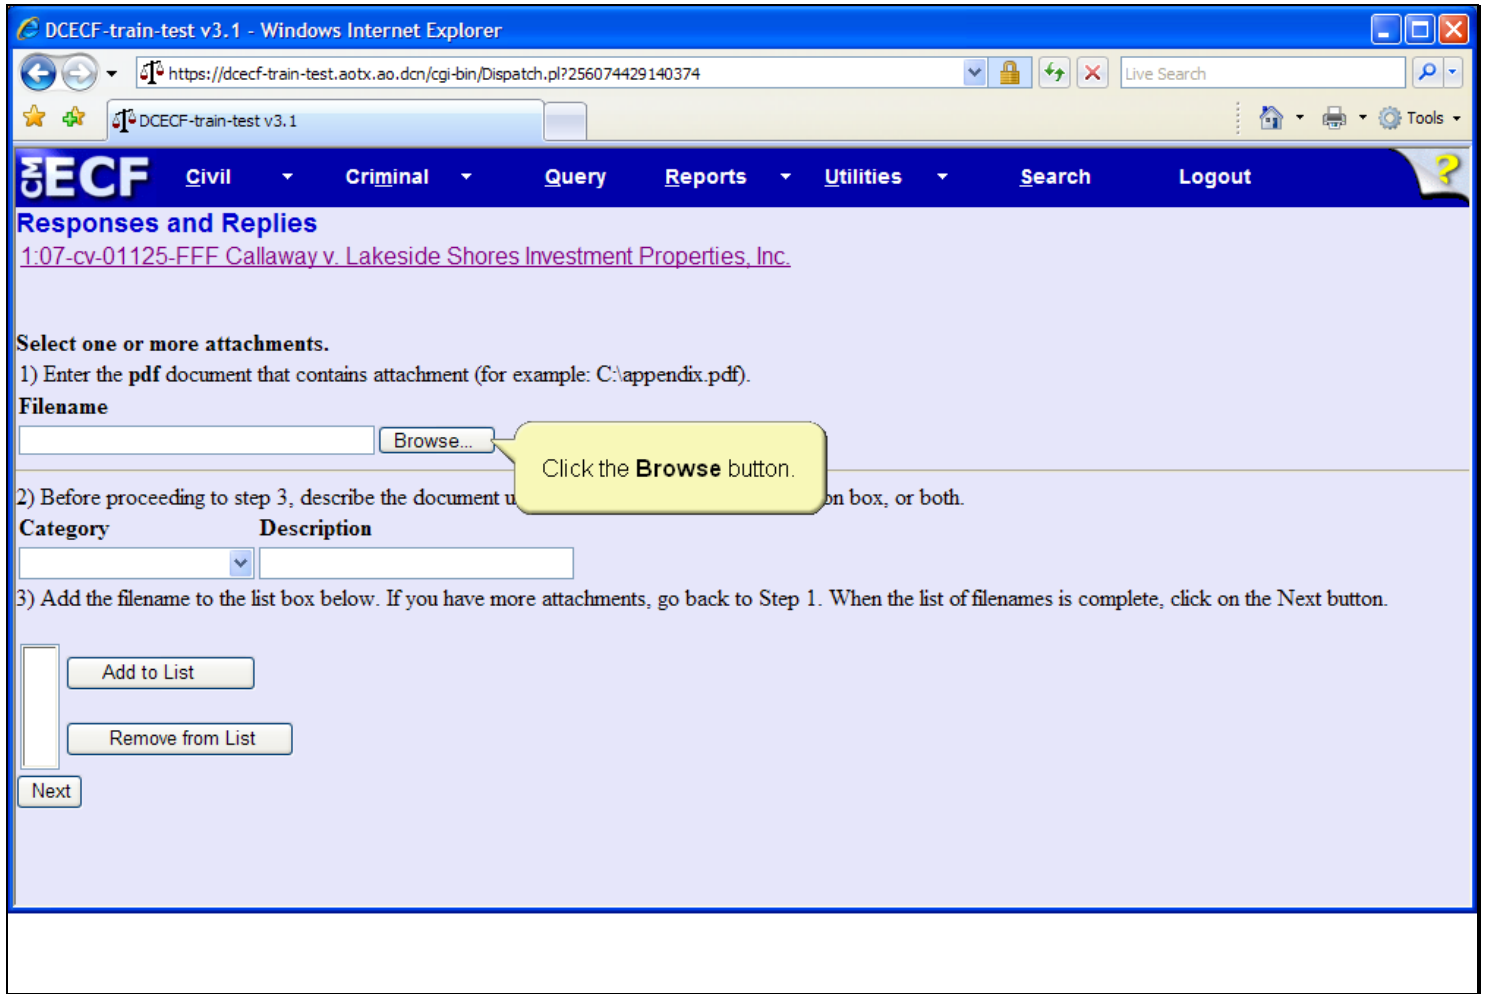 DCECF-train-test v3.1 - Windows Internet Explorer
https://dcecf-train-test.aotx.ao.dcn/cgi-bin/Dispatch.pl?256074429140374
Live Search
DCECF-train-test v3.1
Tools
CM ECF Civil Criminal Query Reports Utilities Search Logout ?
Responses and Replies
1:07-cv-01125-FFF Callaway v. Lakeside Shores Investment Properties, Inc.
Select one or more attachments.
1) Enter the pdf document that contains attachment (for example: C:\appendix.pdf).
Filename
Browse...
Click the Browse button.
2) Before proceeding to step 3, describe the document u
on box, or both.
Category Description
3) Add the filename to the list box below. If you have more attachments, go back to Step 1. When the list of filenames is complete, click on the Next button.
Add to List
Remove from List
Next